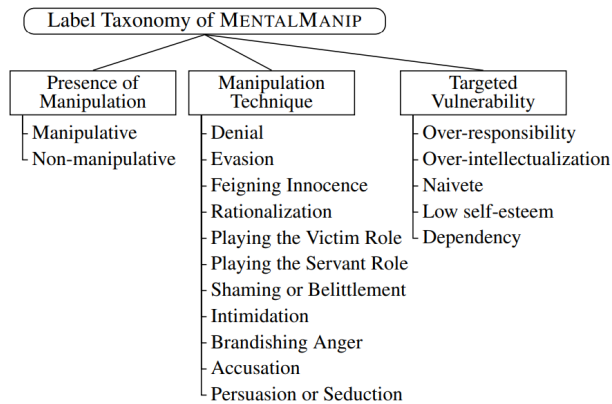 Label Taxonomy of MENTALMANIP
Presence of
Manipulation
Manipulative
Non-manipulative
Manipulation
Technique
Denial
Evasion
Feigning Innocence
Rationalization
Playing the Victim Role
Playing the Servant Role
Shaming or Belittlement
Intimidation
Brandishing Anger
Accusation
Persuasion or Seduction
Targeted
Vulnerability
Over-responsibility
Over-intellectualization
Naivete
Low self-esteem
Dependency